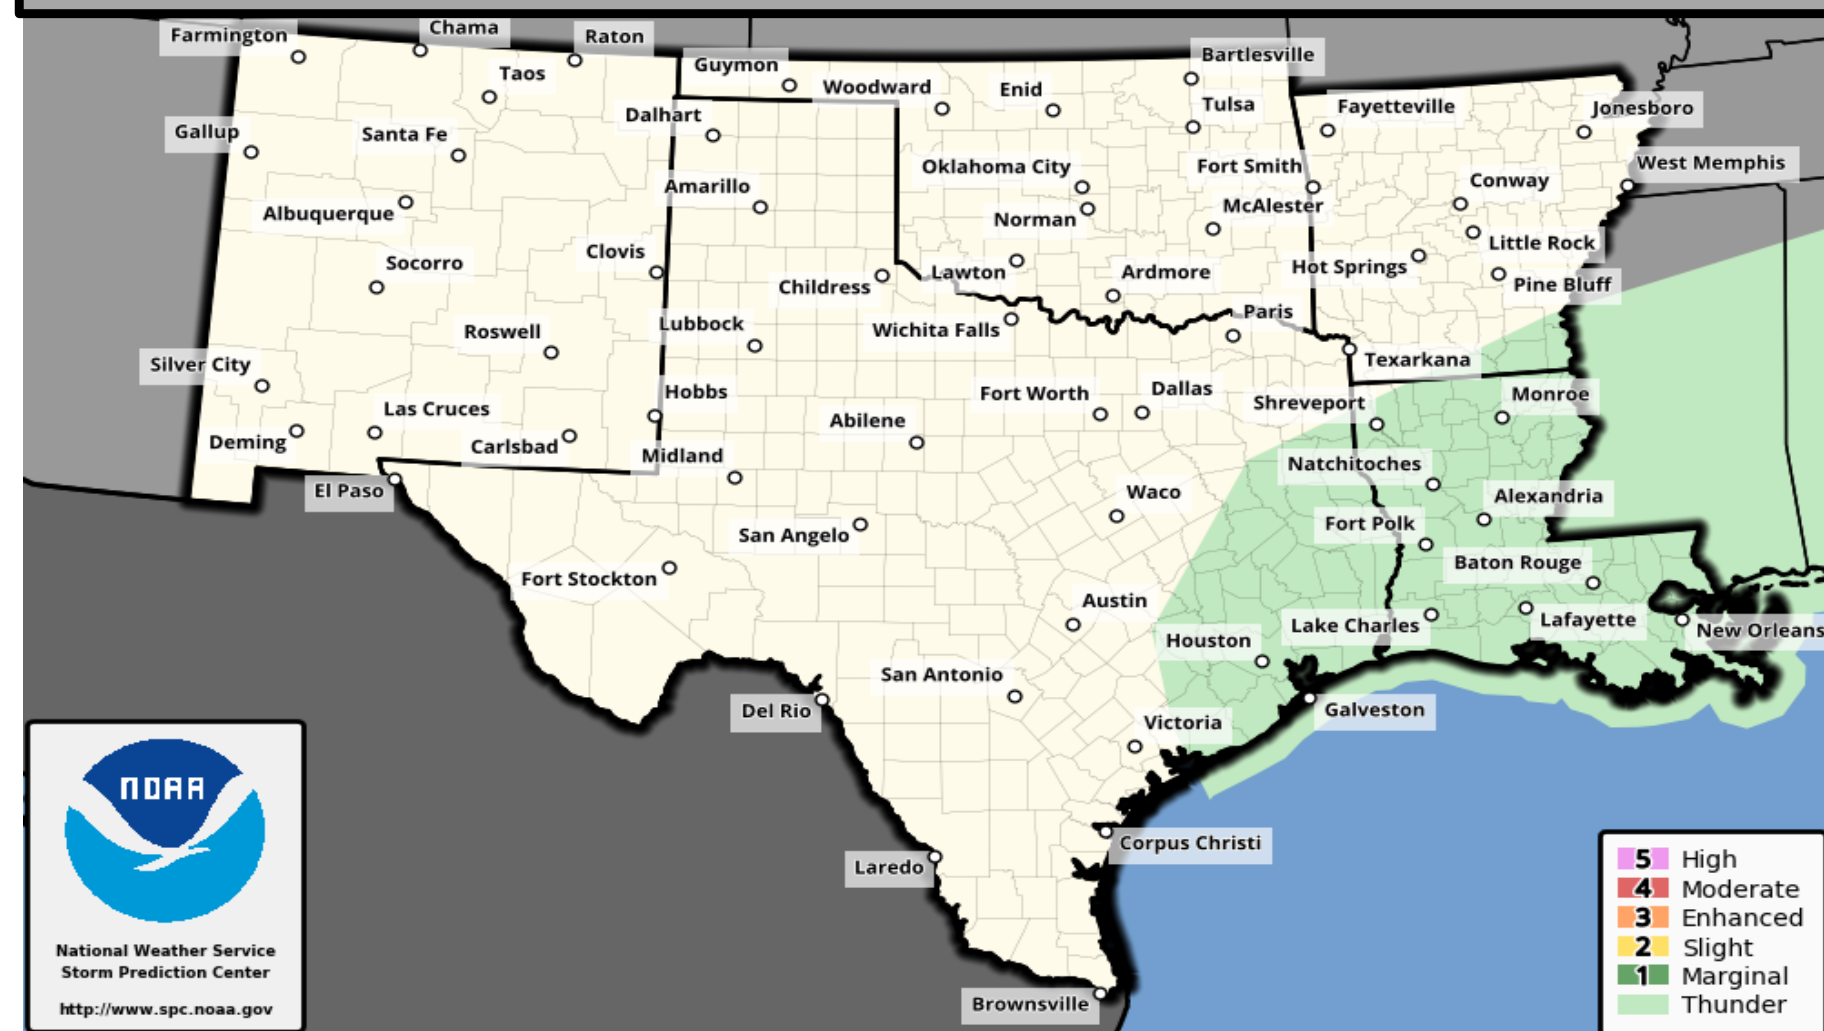 Farmington
Chama
Raton
Taos
Guymon
Woodward
Enid
Bartlesville
Tulsa
Fayetteville
Jonesboro
Dalhart
Gallup
Santa Fe
Oklahoma City
Fort Smith
Conway
West Memphis
Amarillo
Albuquerque
Norman
McAlester
Little Rock
Socorro
Clovis
Childress
Lawton
Ardmore
Hot Springs
Pine Bluff
Roswell
Lubbock
Wichita Falls
Paris
Texarkana
Silver City
Hobbs
Fort Worth
Dallas
Shreveport
Monroe
Las Cruces
Abilene
Deming
Carlsbad
Midland
Natchitoches
El Paso
Waco
Alexandria
San Angelo
Fort Polk
Fort Stockton
Baton Rouge
Austin
Houston
Lake Charles
Lafayette
New Orleans
San Antonio
Del Rio
Victoria
Galveston
Corpus Christi
Laredo
Brownsville
NOAA
National Weather Service
Storm Prediction Center
http://www.spc.noaa.gov
5 High
4 Moderate
3 Enhanced
2 Slight
1 Marginal
Thunder